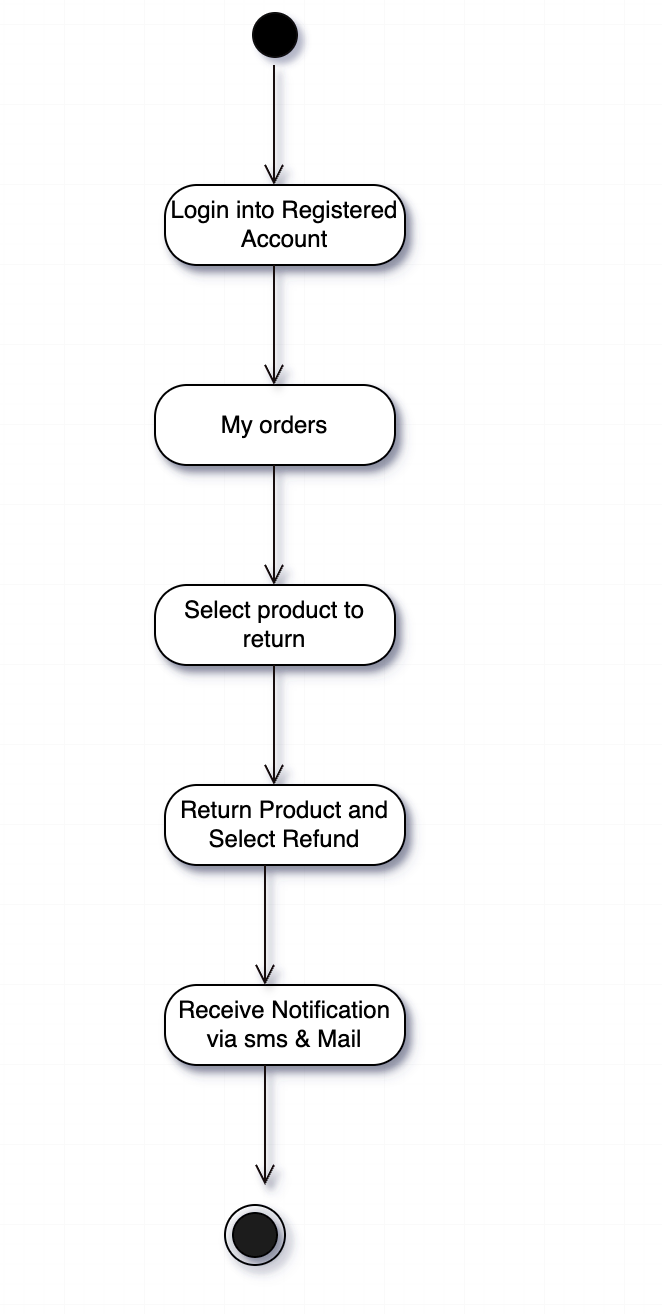 Login into Registered
Account
My orders
Select product to
return
Return Product and
Select Refund
Receive Notification
via sms & Mail